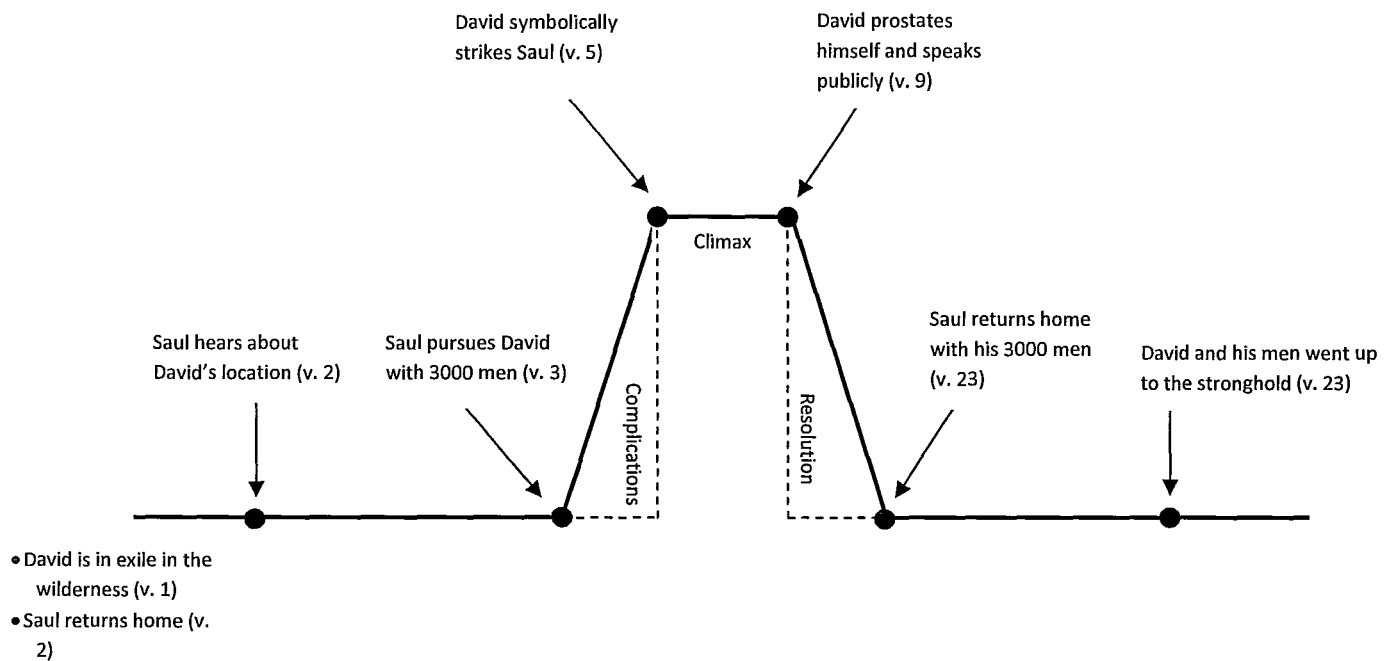 David symbolically
strikes Saul (v. 5)
David prostates
himself and speaks
publicly (v. 9)
Climax
Saul hears about
David's location (v. 2)
Saul pursues David
with 3000 men (v. 3)
Complications
Resolution
Saul returns home
with his 3000 men
(v. 23)
David and his men went up
to the stronghold (v. 23)
• David is in exile in the
wilderness (v. 1)
• Saul returns home (v.
2)